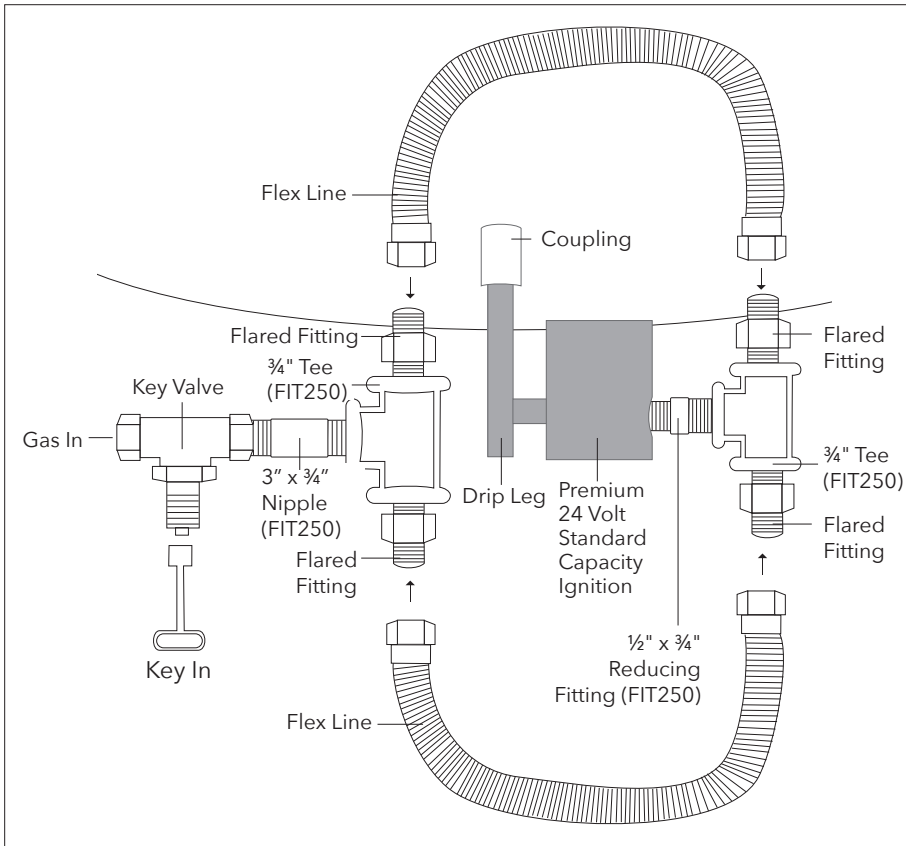 Flex Line
Coupling
Flared Fitting
¾" Tee
(FIT250)
Key Valve
Gas In
3” x ¾”
Nipple
(FIT250)
Flared
Fitting
Key In
Drip Leg
Premium
24 Volt
Standard
Capacity
Ignition
½" x ¾"
Reducing
Fitting (FIT250)
Flared
Fitting
¾" Tee
(FIT250)
Flared
Fitting
Flex Line